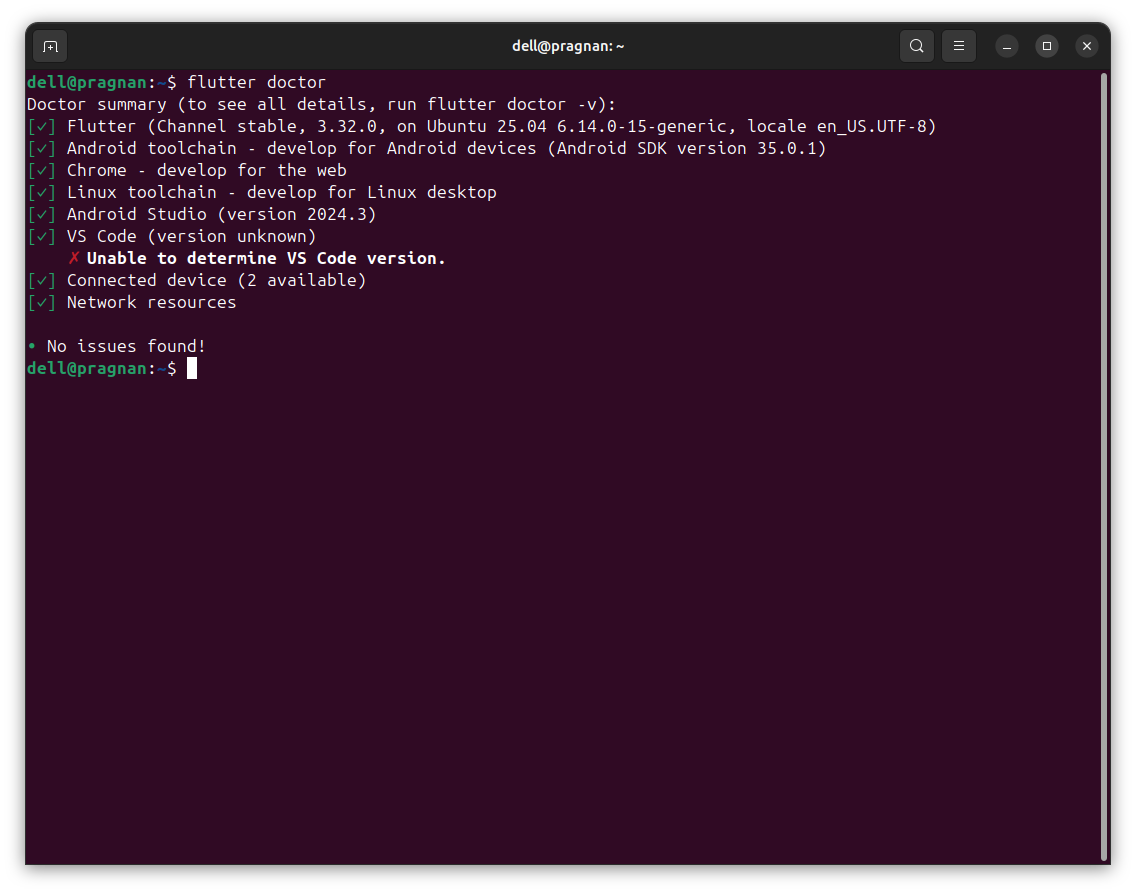 dell@pragnan: ~
dell@pragnan:~$ flutter doctor
Doctor summary (to see all details, run flutter doctor -v):
[✓] Flutter (Channel stable, 3.32.0, on Ubuntu 25.04 6.14.0-15-generic, locale en_US.UTF-8)
[✓] Android toolchain - develop for Android devices (Android SDK version 35.0.1)
[✓] Chrome - develop for the web
[✓] Linux toolchain - develop for Linux desktop
[✓] Android Studio (version 2024.3)
[✓] VS Code (version unknown)
✗ Unable to determine VS Code version.
[✓] Connected device (2 available)
[✓] Network resources
• No issues found!
dell@pragnan:~$